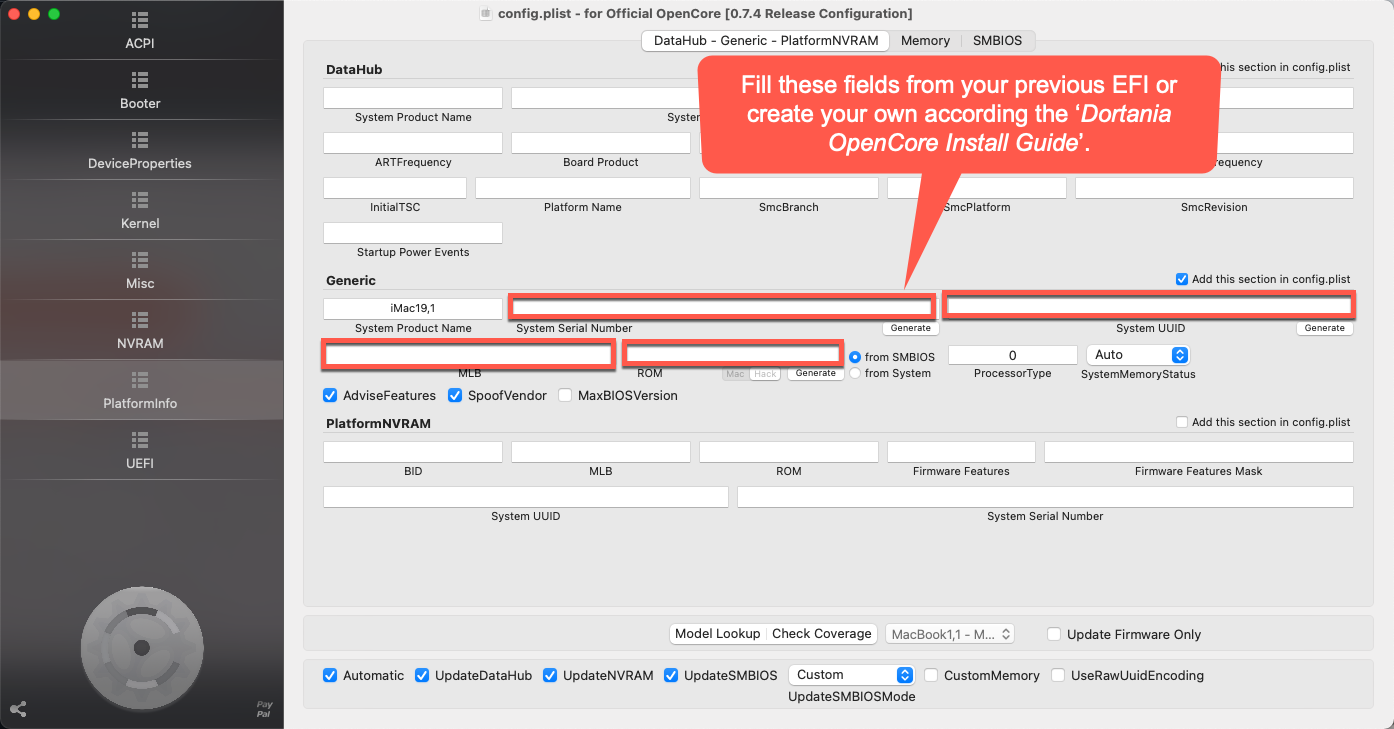 config.plist - for Official OpenCore [0.7.4 Release Configuration]
ACPI
Booter
DeviceProperties
Kernel
Misc
NVRAM
PlatformInfo
UEFI
Pay
Pal
DataHub - Generic - PlatformNVRAM Memory SMBIOS
DataHub
this section in config.plist
Fill these fields from your previous EFI or
create your own according the ‘Dortania
OpenCore Install Guide’.
System Product Name
ARTFrequency Board Product
InitialTSC Platform Name SmcBranch SmcPlatform SmcRevision
Startup Power Events
Generic
Add this section in config.plist
iMac19,1
System Product Name System Serial Number Generate System UUID Generate
from SMBIOS 0 Auto
MLB ROM Mac Hack Generate from System ProcessorType SystemMemoryStatus
AdviseFeatures SpoofVendor MaxBIOSVersion
PlatformNVRAM
Add this section in config.plist
BID MLB ROM Firmware Features Firmware Features Mask
System UUID System Serial Number
Model Lookup Check Coverage MacBook1,1 - M... Update Firmware Only
Automatic UpdateDataHub UpdateNVRAM UpdateSMBIOS Custom CustomMemory UseRawUuidEncoding
UpdateSMBIOSMode